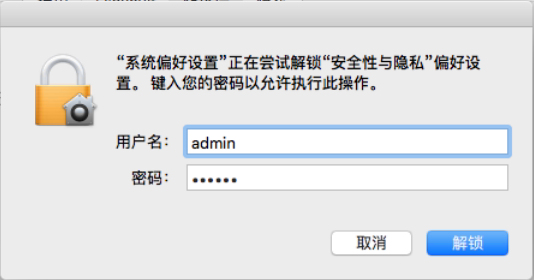 “系统偏好设置”正在尝试解锁“安全性与隐私”偏好设
置。 键入您的密码以允许执行此操作。
用户名： admin
密码： ••••••
取消 解锁